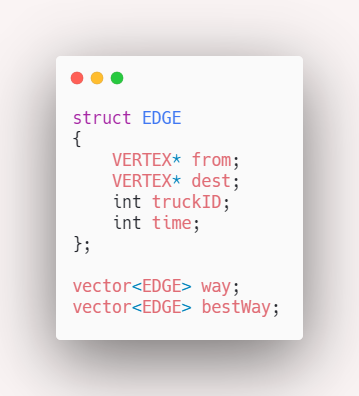 struct EDGE
{
    VERTEX* from;
    VERTEX* dest;
    int truckID;
    int time;
};

vector<EDGE> way;
vector<EDGE> bestWay;